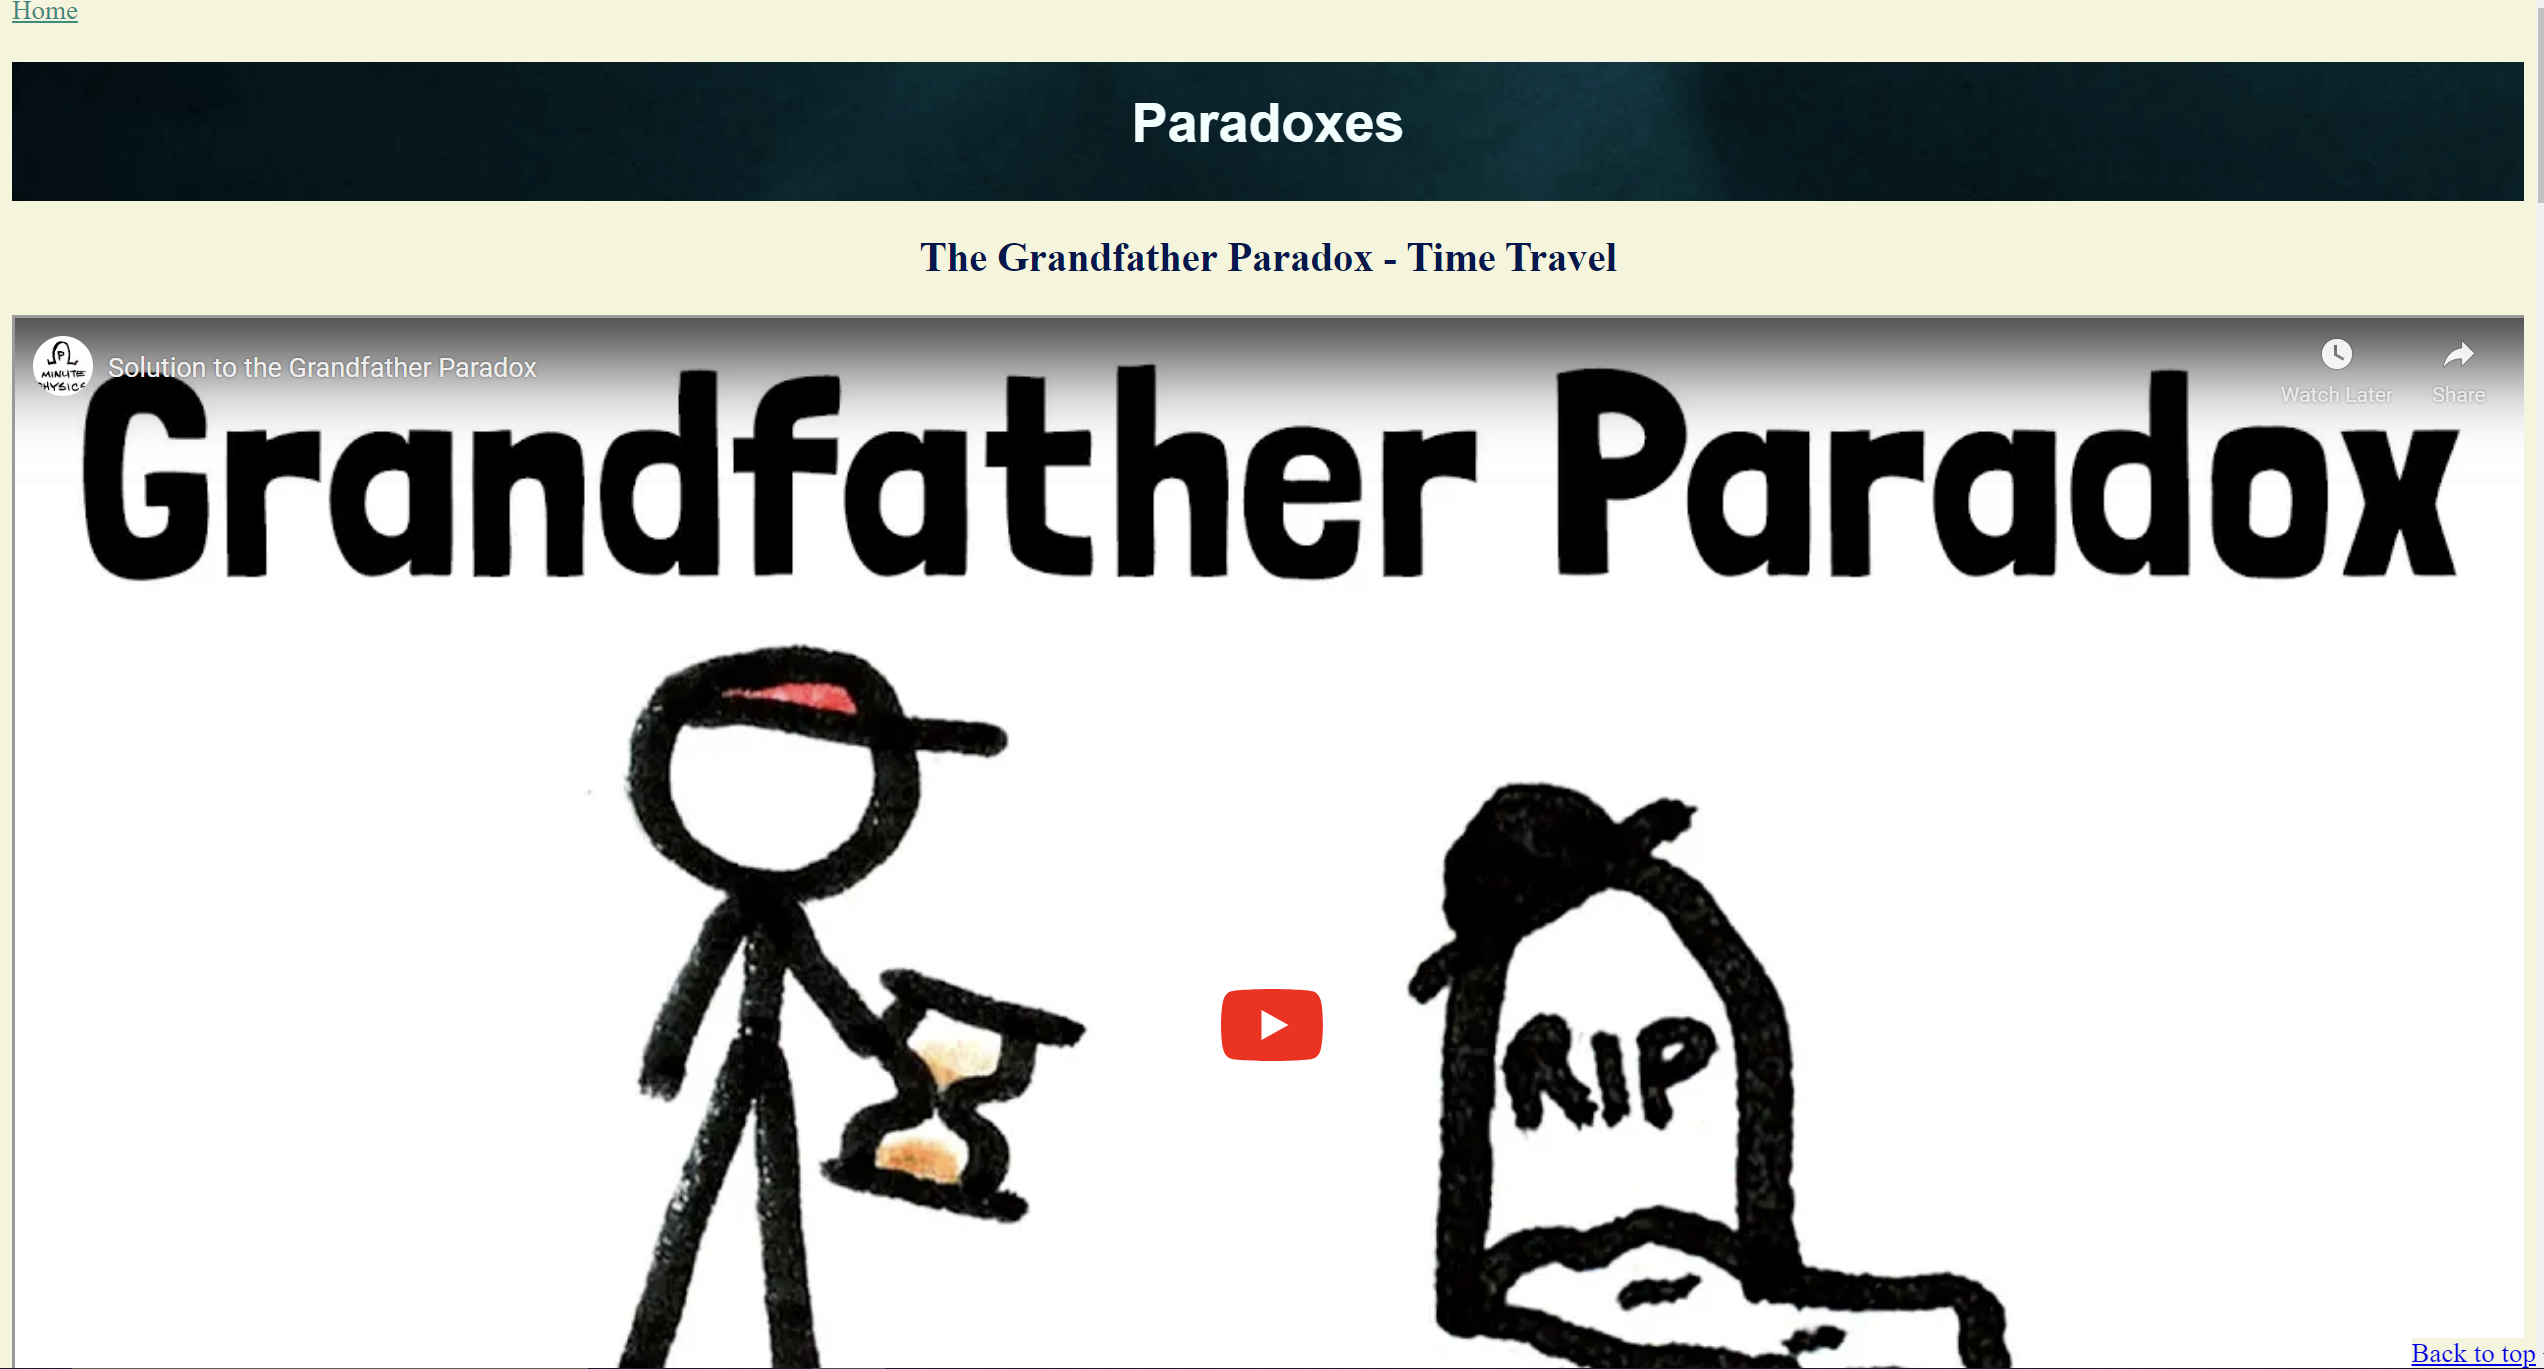 Home
Paradoxes
The Grandfather Paradox - Time Travel
MINUTE
PHYSICS
Solution to the Grandfather Paradox
Watch Later
Share
Grandfather Paradox
RIP
Back to top